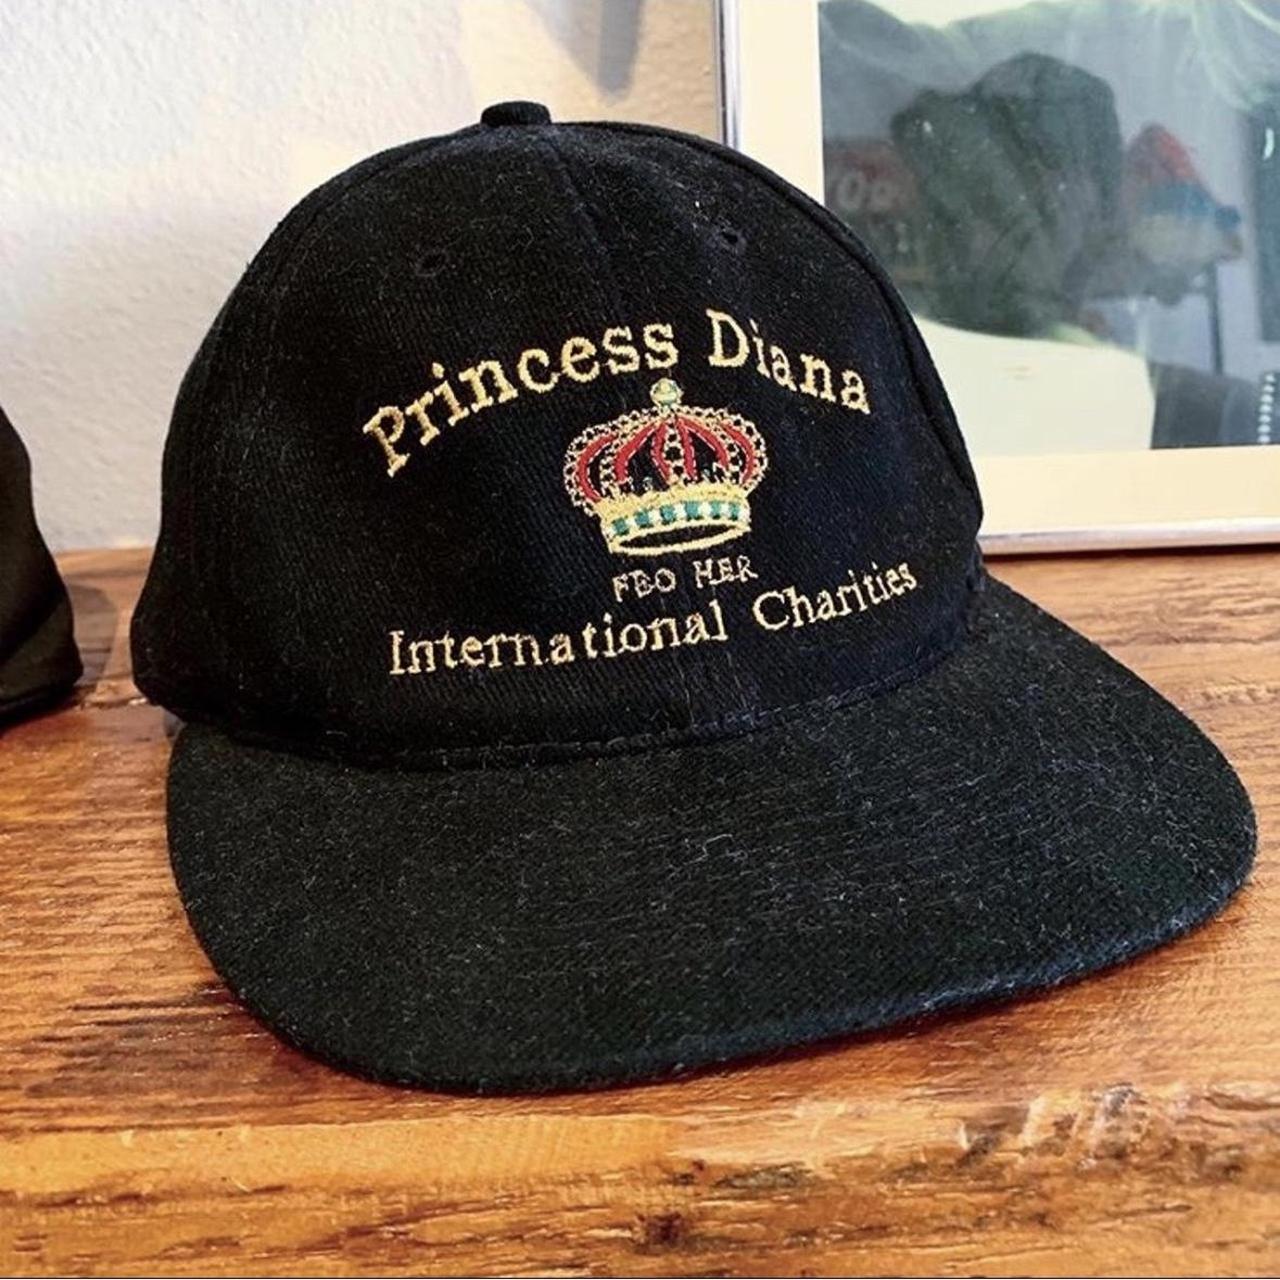 Princess Diana
FBO HER
International Charities